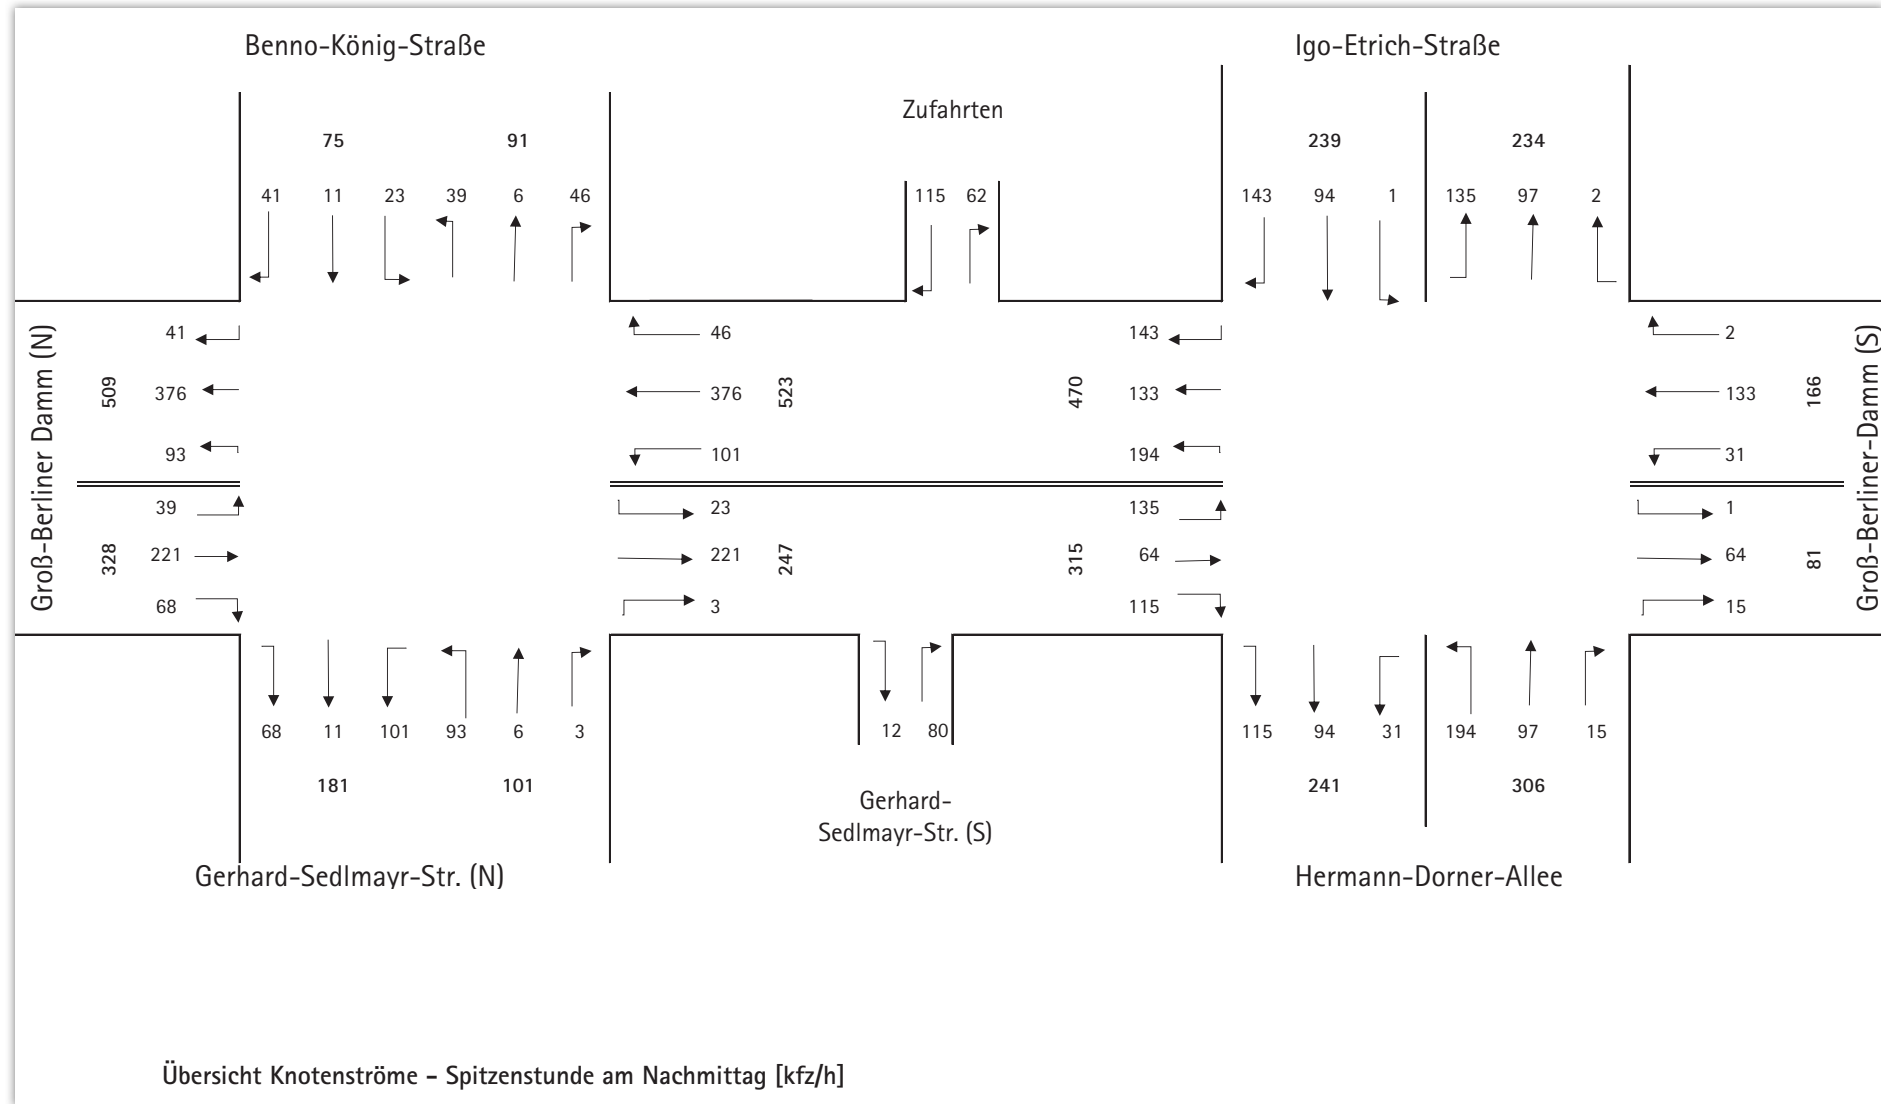 Benno-König-Straße
Igo-Etrich-Straße
Zufahrten
75 91 239 234
41 11 23 39 6 46 115 62 143 94 1 135 97 2
Groß-Berliner Damm (N)
Groß-Berliner-Damm (S)
41 46 143 2
509 376 376 523 470 133 133 166
93 101 194 31
39 23 135 1
328 221 221 247 315 64 64 81
68 3 115 15
68 11 101 93 6 3 12 80 115 94 31 194 97 15
181 101 241 306
Gerhard-
Sedlmayr-Str. (S)
Gerhard-Sedlmayr-Str. (N)
Hermann-Dorner-Allee
Übersicht Knotenströme - Spitzenstunde am Nachmittag [kfz/h]